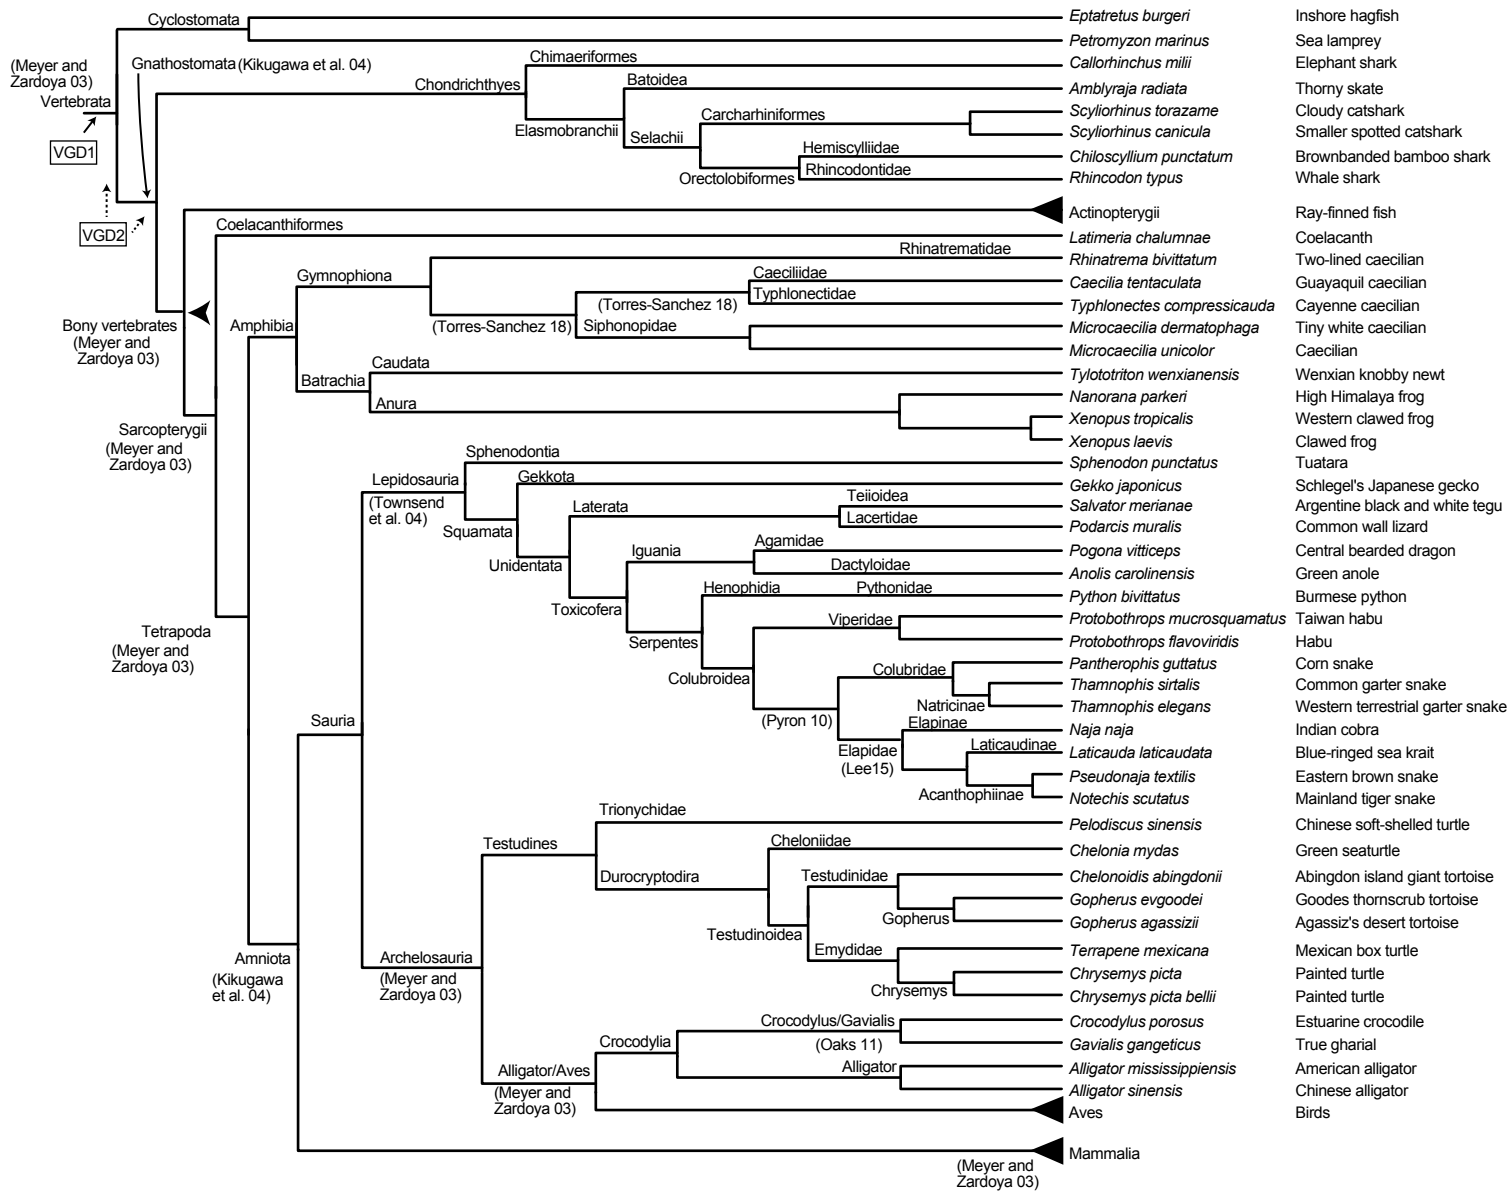 Cyclostomata
Eptatretus burgeri Inshore hagfish
Petromyzon marinus Sea lamprey
(Meyer and
Zardoya 03)
Vertebrata
Gnathostomata (Kikugawa et al. 04)
VGD1
VGD2
Chondrichthyes
Chimaeriformes
Callorhinchus milii Elephant shark
Elasmobranchii
Batoidea
Amblyraja radiata Thorny skate
Selachii
Carcharhiniformes
Scyliorhinus torazame Cloudy catshark
Scyliorhinus canicula Smaller spotted catshark
Orectolobiformes
Hemiscylliidae
Chiloscyllium punctatum Brownbanded bamboo shark
Rhincodontidae
Rhincodon typus Whale shark
Actinopterygii Ray-finned fish
Bony vertebrates
(Meyer and
Zardoya 03)
Coelacanthiformes
Latimeria chalumnae Coelacanth
Sarcopterygii
(Meyer and
Zardoya 03)
Amphibia
Gymnophiona
Rhinatrematidae
Rhinatrema bivittatum Two-lined caecilian
(Torres-Sanchez 18)
(Torres-Sanchez 18)
Caeciliidae
Caecilia tentaculata Guayaquil caecilian
Typhlonectidae
Typhlonectes compressicauda Cayenne caecilian
Siphonopidae
Microcaecilia dermatophaga Tiny white caecilian
Microcaecilia unicolor Caecilian
Batrachia
Caudata
Tylototriton wenxianensis Wenxian knobby newt
Anura
Nanorana parkeri High Himalaya frog
Xenopus tropicalis Western clawed frog
Xenopus laevis Clawed frog
Tetrapoda
(Meyer and
Zardoya 03)
Sauria
Lepidosauria
(Townsend
et al. 04)
Sphenodontia
Sphenodon punctatus Tuatara
Squamata
Gekkota
Gekko japonicus Schlegel's Japanese gecko
Unidentata
Laterata
Teiioidea
Salvator merianae Argentine black and white tegu
Lacertidae
Podarcis muralis Common wall lizard
Toxicofera
Iguania
Agamidae
Pogona vitticeps Central bearded dragon
Dactyloidae
Anolis carolinensis Green anole
Serpentes
Henophidia
Pythonidae
Python bivittatus Burmese python
Colubroidea
Viperidae
Protobothrops mucrosquamatus Taiwan habu
Protobothrops flavoviridis Habu
(Pyron 10)
Colubridae
Pantherophis guttatus Corn snake
Natricinae
Thamnophis sirtalis Common garter snake
Thamnophis elegans Western terrestrial garter snake
Elapidae
(Lee15)
Elapinae
Naja naja Indian cobra
Laticaudinae
Laticauda laticaudata Blue-ringed sea krait
Acanthophiinae
Pseudonaja textilis Eastern brown snake
Notechis scutatus Mainland tiger snake
Amniota
(Kikugawa
et al. 04)
Archelosauria
(Meyer and
Zardoya 03)
Testudines
Trionychidae
Pelodiscus sinensis Chinese soft-shelled turtle
Durocryptodira
Cheloniidae
Chelonia mydas Green seaturtle
Testudinoidea
Testudinidae
Chelonoidis abingdonii Abingdon island giant tortoise
Gopherus
Gopherus evgoodei Goodes thornscrub tortoise
Gopherus agassizii Agassiz's desert tortoise
Emydidae
Terrapene mexicana Mexican box turtle
Chrysemys
Chrysemys picta Painted turtle
Chrysemys picta bellii Painted turtle
Alligator/Aves
(Meyer and
Zardoya 03)
Crocodylia
Crocodylus/Gavialis
(Oaks 11)
Crocodylus porosus Estuarine crocodile
Gavialis gangeticus True gharial
Alligator
Alligator mississippiensis American alligator
Alligator sinensis Chinese alligator
Aves Birds
Mammalia
(Meyer and
Zardoya 03)